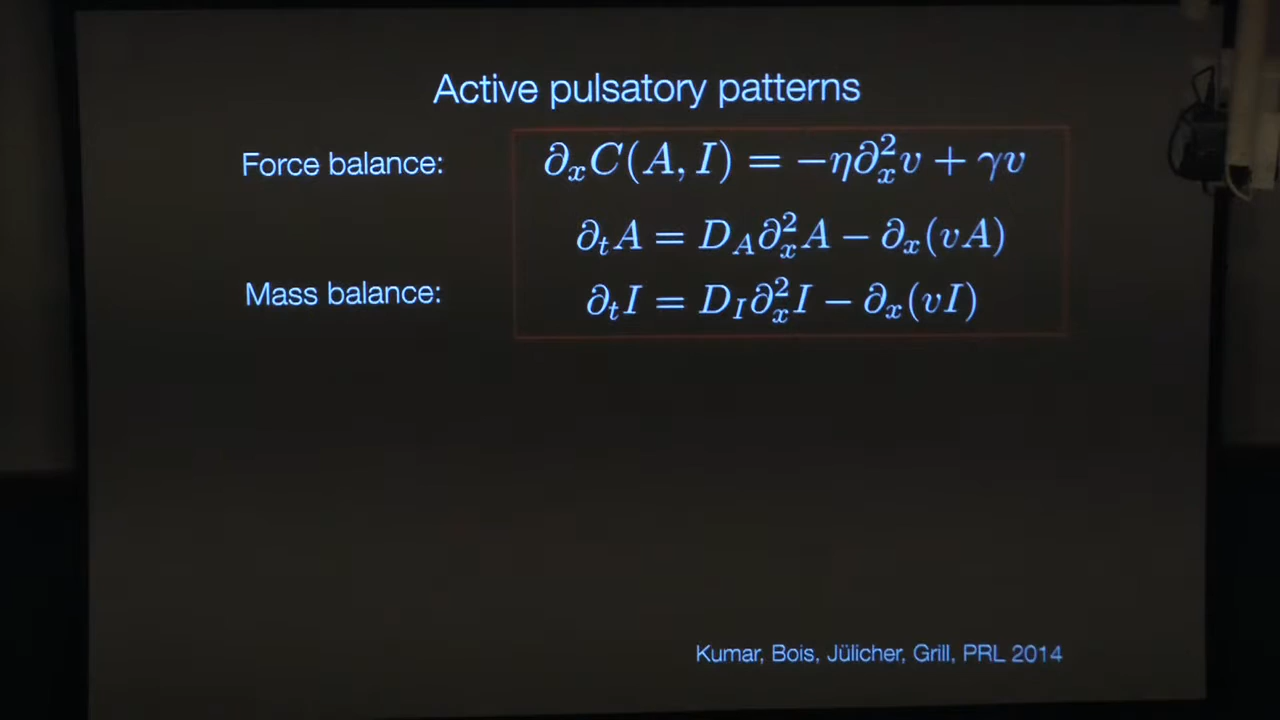 Active pulsatory patterns
Force balance: ∂ₓC(A, I) = −η∂ₓ²v + γv
∂ₜA = D_A∂ₓ²A − ∂ₓ(vA)
Mass balance: ∂ₜI = D_I∂ₓ²I − ∂ₓ(vI)
Kumar, Bois, Jülicher, Grill, PRL 2014